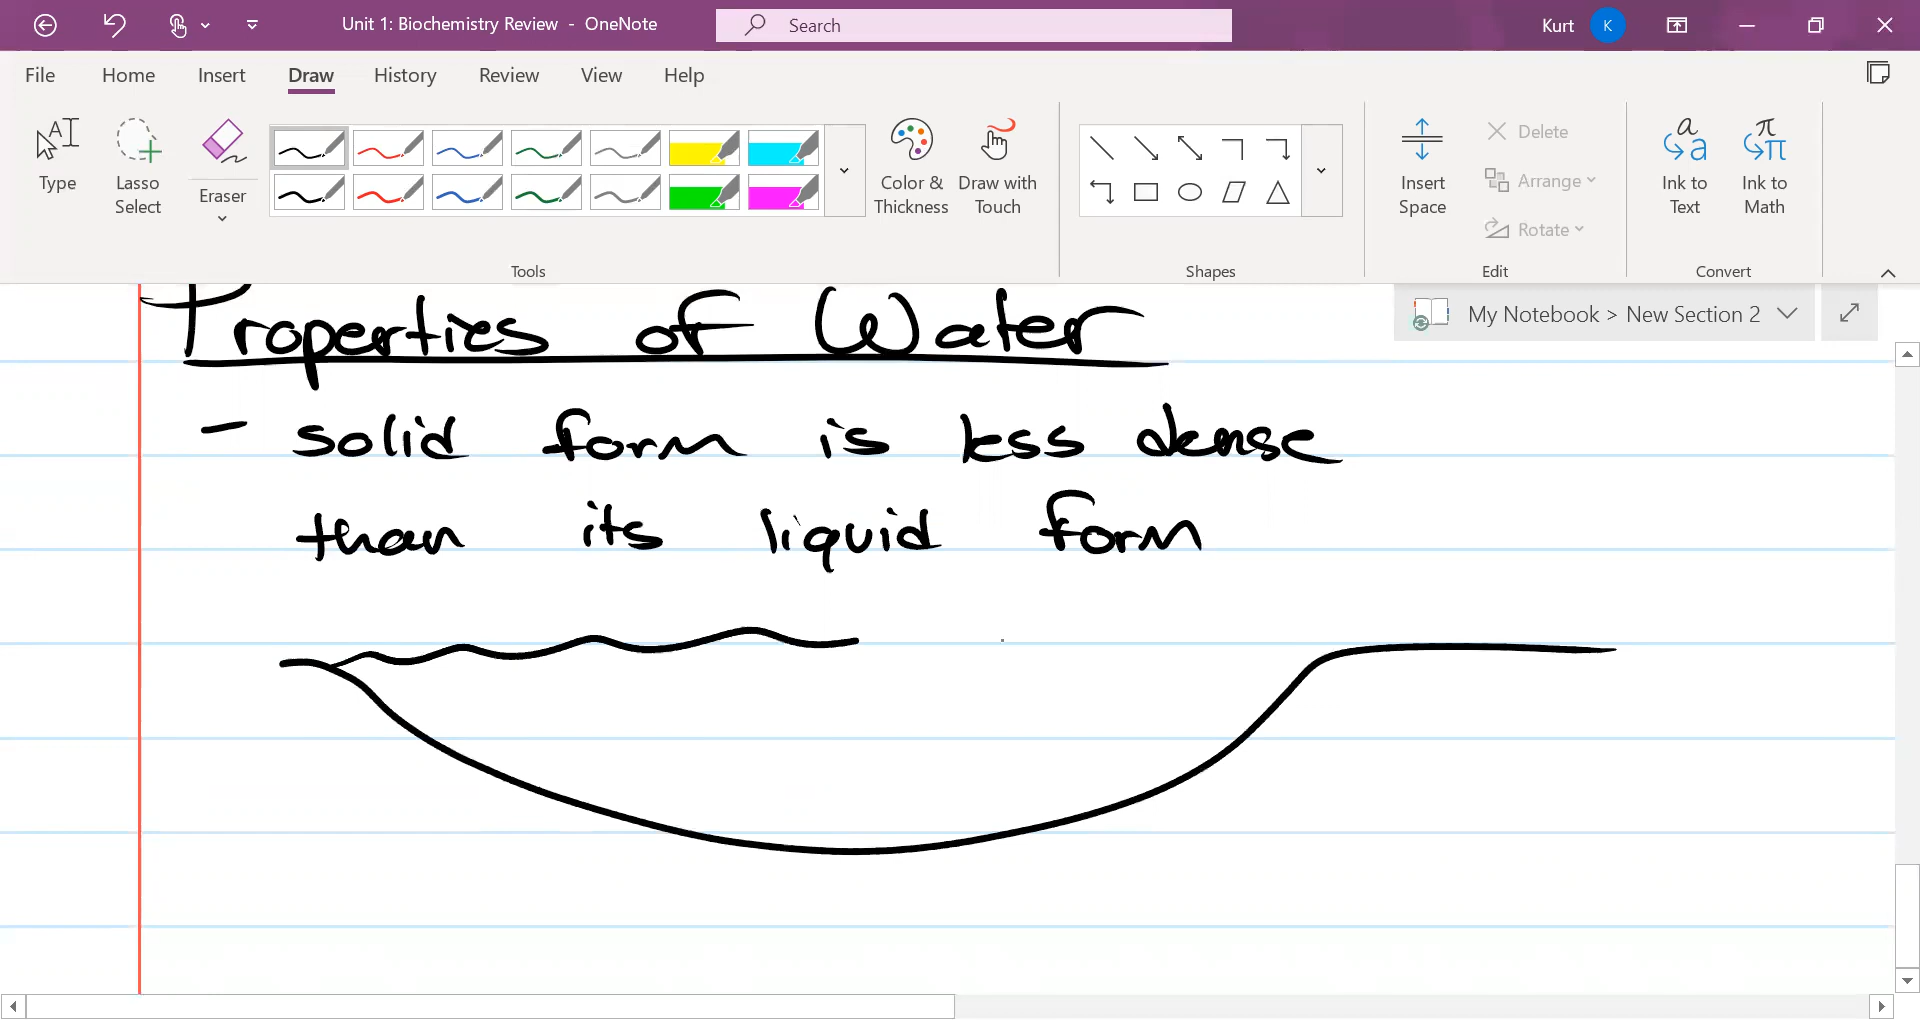 Unit 1: Biochemistry Review - OneNote
Search
Kurt
K
File Home Insert Draw History Review View Help
Type
Lasso Select
Eraser
Color & Thickness
Draw with Touch
Insert Space
Delete
Arrange
Rotate
Ink to Text
Ink to Math
Tools
Shapes
Edit
Convert
My Notebook > New Section 2
Properties of Water
- solid form is less dense
than its liquid form